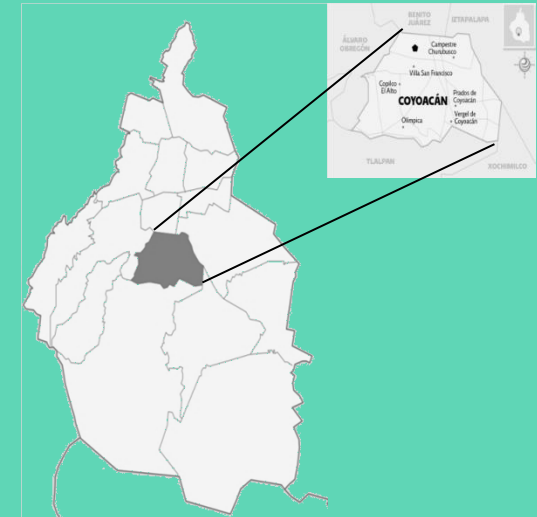 BENITO
JUÁREZ
IZTAPALAPA
ÁLVARO
OBREGÓN
Campestre
Churubusco
Villa San Francisco
Copilco
El Alto
Prados de
Coyoacán
COYOACÁN
Olímpica
Vergel de
Coyoacán
TLALPAN
XOCHIMILCO